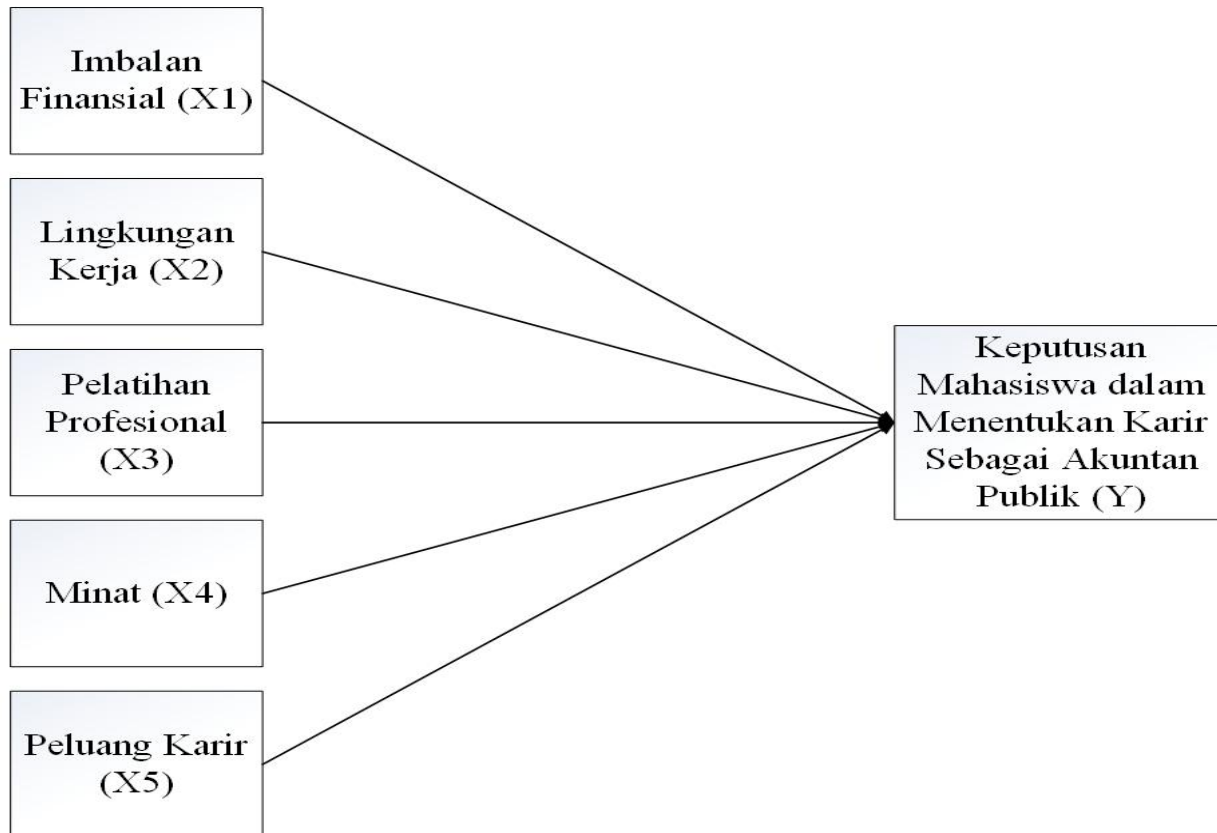 Imbalan
Finansial (X1)
Lingkungan
Kerja (X2)
Pelatihan
Profesional
(X3)
Minat (X4)
Peluang Karir
(X5)
Keputusan
Mahasiswa dalam
Menentukan Karir
Sebagai Akuntan
Publik (Y)